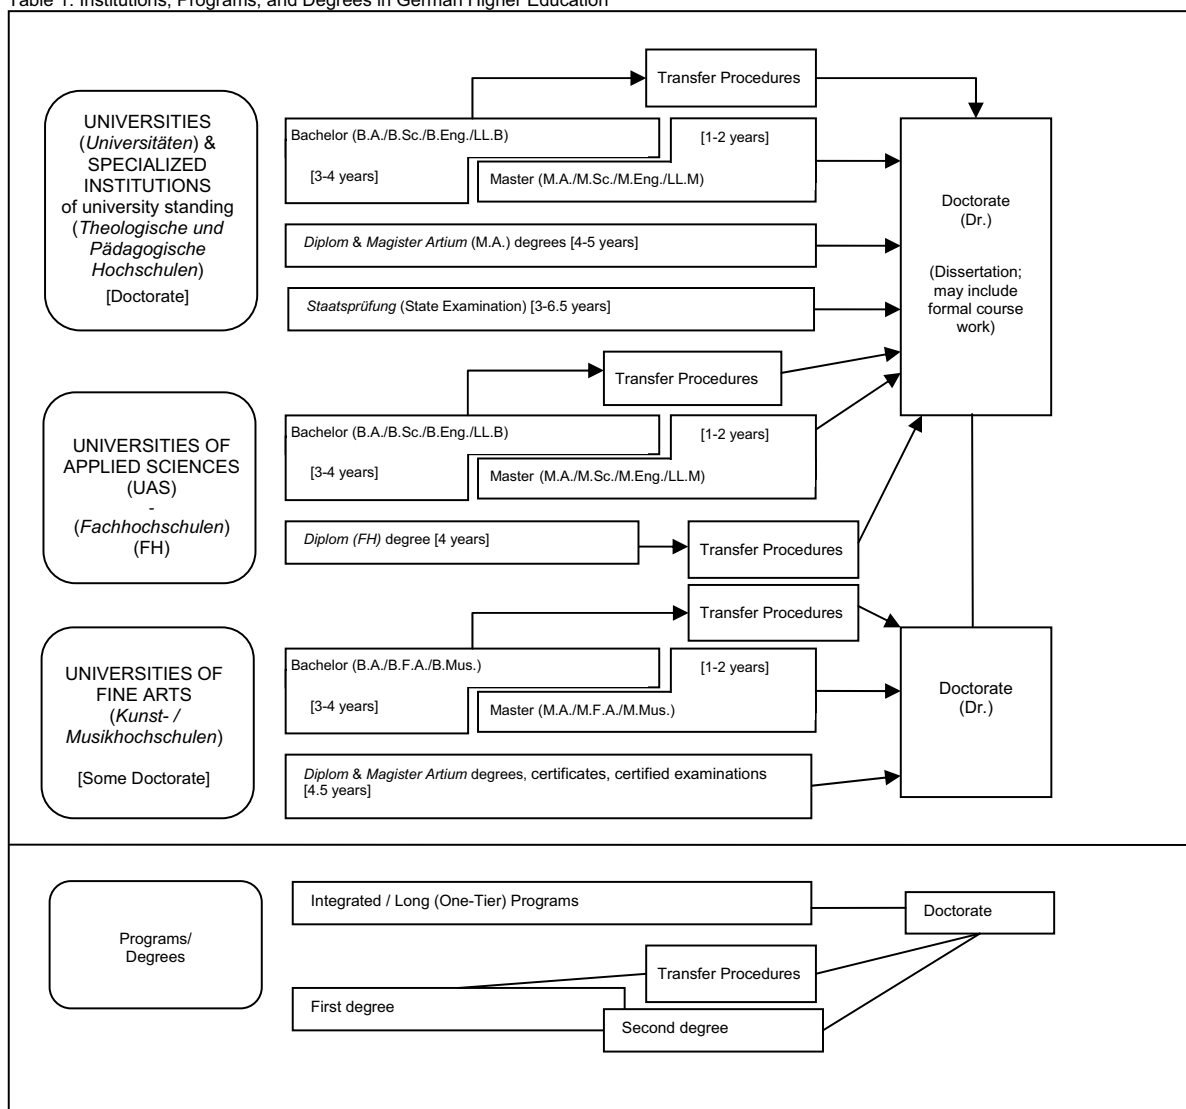 Table 1: Institutions, Programs, and Degrees in German Higher Education
Transfer Procedures
UNIVERSITIES
(Universitäten) &
SPECIALIZED
INSTITUTIONS
of university standing
(Theologische und
Pädagogische
Hochschulen)
[Doctorate]
Bachelor (B.A./B.Sc./B.Eng./LL.B)
[3-4 years]
[1-2 years]
Master (M.A./M.Sc./M.Eng./LL.M)
Diplom & Magister Artium (M.A.) degrees [4-5 years]
Staatsprüfung (State Examination) [3-6.5 years]
Doctorate
(Dr.)
(Dissertation;
may include
formal course
work)
Transfer Procedures
UNIVERSITIES OF
APPLIED SCIENCES
(UAS)
-
(Fachhochschulen)
(FH)
Bachelor (B.A./B.Sc./B.Eng./LL.B)
[3-4 years]
[1-2 years]
Master (M.A./M.Sc./M.Eng./LL.M)
Diplom (FH) degree [4 years]
Transfer Procedures
Transfer Procedures
UNIVERSITIES OF
FINE ARTS
(Kunst- /
Musikhochschulen)
[Some Doctorate]
Bachelor (B.A./B.F.A./B.Mus.)
[3-4 years]
[1-2 years]
Master (M.A./M.F.A./M.Mus.)
Diplom & Magister Artium degrees, certificates, certified examinations
[4.5 years]
Doctorate
(Dr.)
Programs/
Degrees
Integrated / Long (One-Tier) Programs
Doctorate
Transfer Procedures
First degree
Second degree